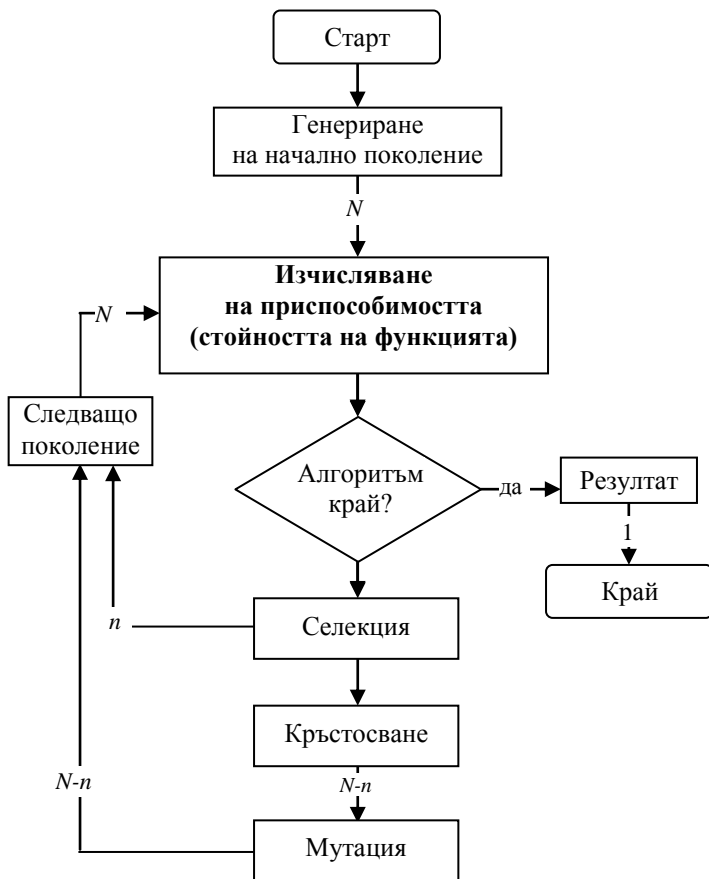 Старт
Генериране
на начално поколение
N
Изчисляване
на приспособимостта
(стойността на функцията)
N
Следващо
поколение
Алгоритъм
край?
да
Резултат
1
Край
n
Селекция
Кръстосване
N-n
N-n
Мутация